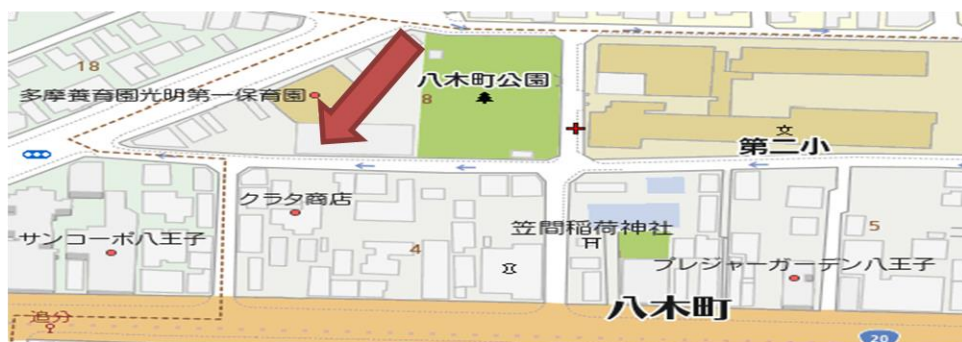 18
多摩養育園光明第一保育園
八木町公園
8
第二小
クラタ商店
サンコーポ八王子
4
笠間稲荷神社
5
プレジャーガーデン八王子
八木町
追分
20